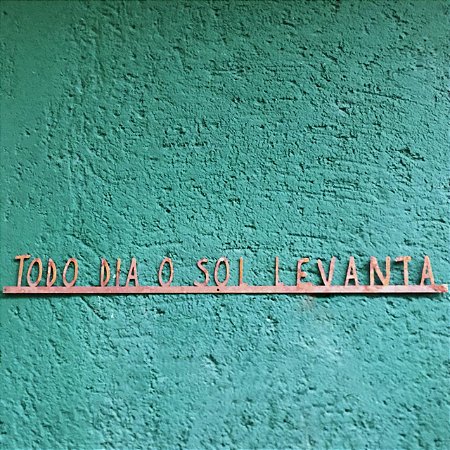 TODO DIA O SOL LEVANTA